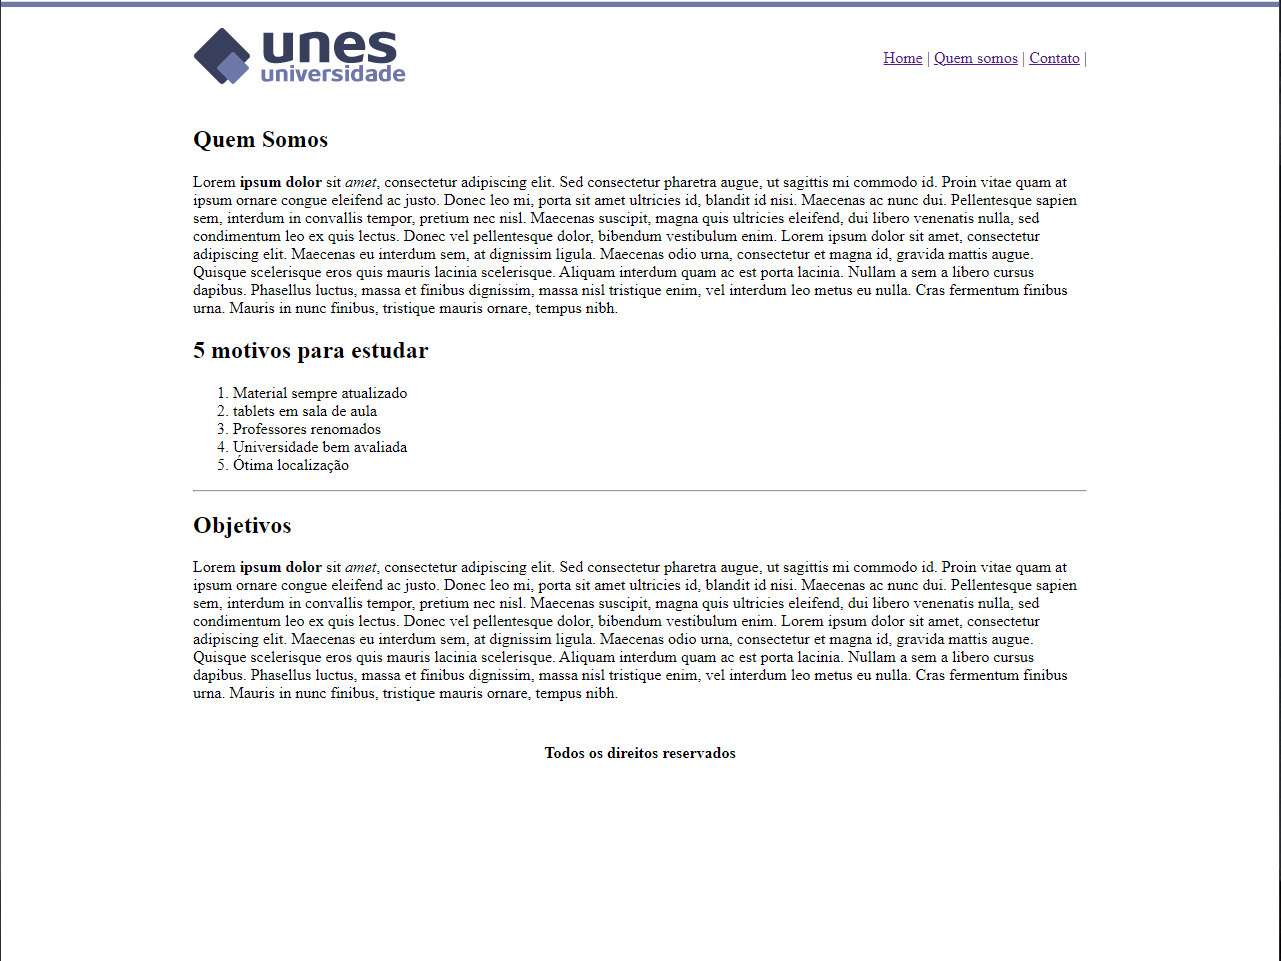 unes
universidade
Home | Quem somos | Contato |
Quem Somos
Lorem ipsum dolor sit amet, consectetur adipiscing elit. Sed consectetur pharetra augue, ut sagittis mi commodo id. Proin vitae quam at
ipsum ornare congue eleifend ac justo. Donec leo mi, porta sit amet ultricies id, blandit id nisi. Maecenas ac nunc dui. Pellentesque sapien
sem, interdum in convallis tempor, pretium nec nisl. Maecenas suscipit, magna quis ultricies eleifend, dui libero venenatis nulla, sed
condimentum leo ex quis lectus. Donec vel pellentesque dolor, bibendum vestibulum enim. Lorem ipsum dolor sit amet, consectetur
adipiscing elit. Maecenas eu interdum sem, at dignissim ligula. Maecenas odio urna, consectetur et magna id, gravida mattis augue.
Quisque scelerisque eros quis mauris lacinia scelerisque. Aliquam interdum quam ac est porta lacinia. Nullam a sem a libero cursus
dapibus. Phasellus luctus, massa et finibus dignissim, massa nisl tristique enim, vel interdum leo metus eu nulla. Cras fermentum finibus
urna. Mauris in nunc finibus, tristique mauris ornare, tempus nibh.
5 motivos para estudar
1. Material sempre atualizado
2. tablets em sala de aula
3. Professores renomados
4. Universidade bem avaliada
5. Ótima localização
Objetivos
Lorem ipsum dolor sit amet, consectetur adipiscing elit. Sed consectetur pharetra augue, ut sagittis mi commodo id. Proin vitae quam at
ipsum ornare congue eleifend ac justo. Donec leo mi, porta sit amet ultricies id, blandit id nisi. Maecenas ac nunc dui. Pellentesque sapien
sem, interdum in convallis tempor, pretium nec nisl. Maecenas suscipit, magna quis ultricies eleifend, dui libero venenatis nulla, sed
condimentum leo ex quis lectus. Donec vel pellentesque dolor, bibendum vestibulum enim. Lorem ipsum dolor sit amet, consectetur
adipiscing elit. Maecenas eu interdum sem, at dignissim ligula. Maecenas odio urna, consectetur et magna id, gravida mattis augue.
Quisque scelerisque eros quis mauris lacinia scelerisque. Aliquam interdum quam ac est porta lacinia. Nullam a sem a libero cursus
dapibus. Phasellus luctus, massa et finibus dignissim, massa nisl tristique enim, vel interdum leo metus eu nulla. Cras fermentum finibus
urna. Mauris in nunc finibus, tristique mauris ornare, tempus nibh.
Todos os direitos reservados